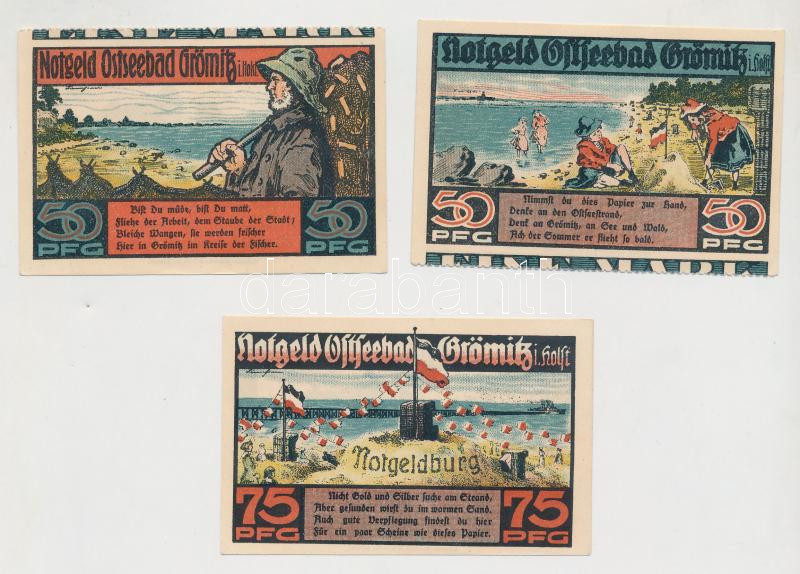 EINE MARK
Notgeld Ostseebad Grömitz i. Holst.
50 PFG
Bist Du müde, bist Du matt,
Fliehe der Arbeit, dem Staube der Stadt;
Bleiche Wangen, sie werden frischer
Hier in Grömitz im Kreise der Fischer.
50 PFG
Notgeld Ostseebad Grömitz i. Holst
50 PFG
Nimmst du dies Papier zur Hand,
Denke an den Ostseestrand,
Denk an Grömitz, an See und Wald,
Ach der Sommer er flieht so bald.
50 PFG
EINE MARK
darabanth
Notgeld Ostseebad Grömitz i. Holst
Notgeldburg
75 PFG
Nicht Gold und Silber suche am Strand,
Aber gesunden wirst du im warmen Sand.
Auch gute Verpflegung findest du hier
Für ein paar Scheine wie dieses Papier.
75 PFG